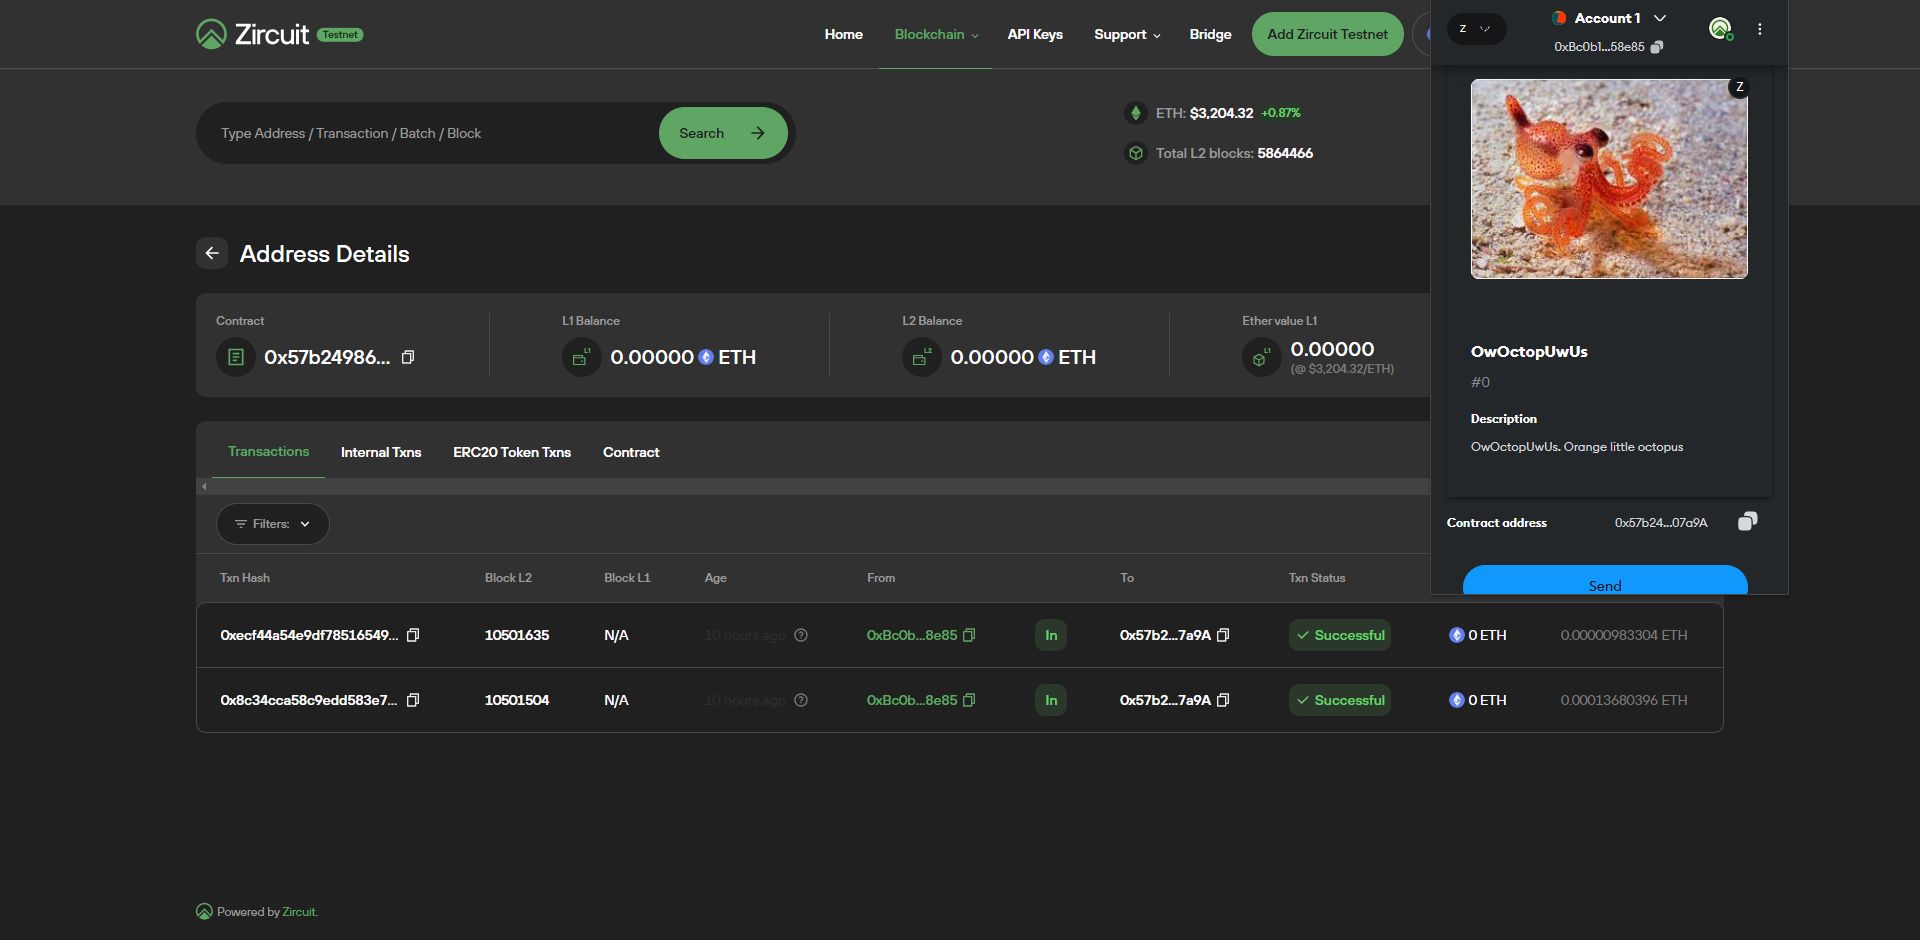 Zircuit Testnet
Home Blockchain API Keys Support Bridge Add Zircuit Testnet
Type Address / Transaction / Batch / Block Search
ETH: $3,204.32 +0.87%
Total L2 blocks: 5864466
Address Details
Contract L1 Balance L2 Balance Ether value L1
0x57b24986... 0.00000 ETH 0.00000 ETH 0.00000
(@ $3,204.32/ETH)
Transactions Internal Txns ERC20 Token Txns Contract
Filters:
Txn Hash Block L2 Block L1 Age From To Txn Status
0xecf44a54e9df78516549... 10501635 N/A 10 hours ago 0xBc0b...8e85 In 0x57b2...7a9A Successful 0 ETH 0.00000983304 ETH
0x8c34cca58c9edd583e7... 10501504 N/A 10 hours ago 0xBc0b...8e85 In 0x57b2...7a9A Successful 0 ETH 0.00013680396 ETH
Powered by Zircuit.
Z Account 1
0xBc0b1...58e85
Z
OwOctopUwUs
#0
Description
OwOctopUwUs. Orange little octopus
Contract address 0x57b24...07a9A
Send